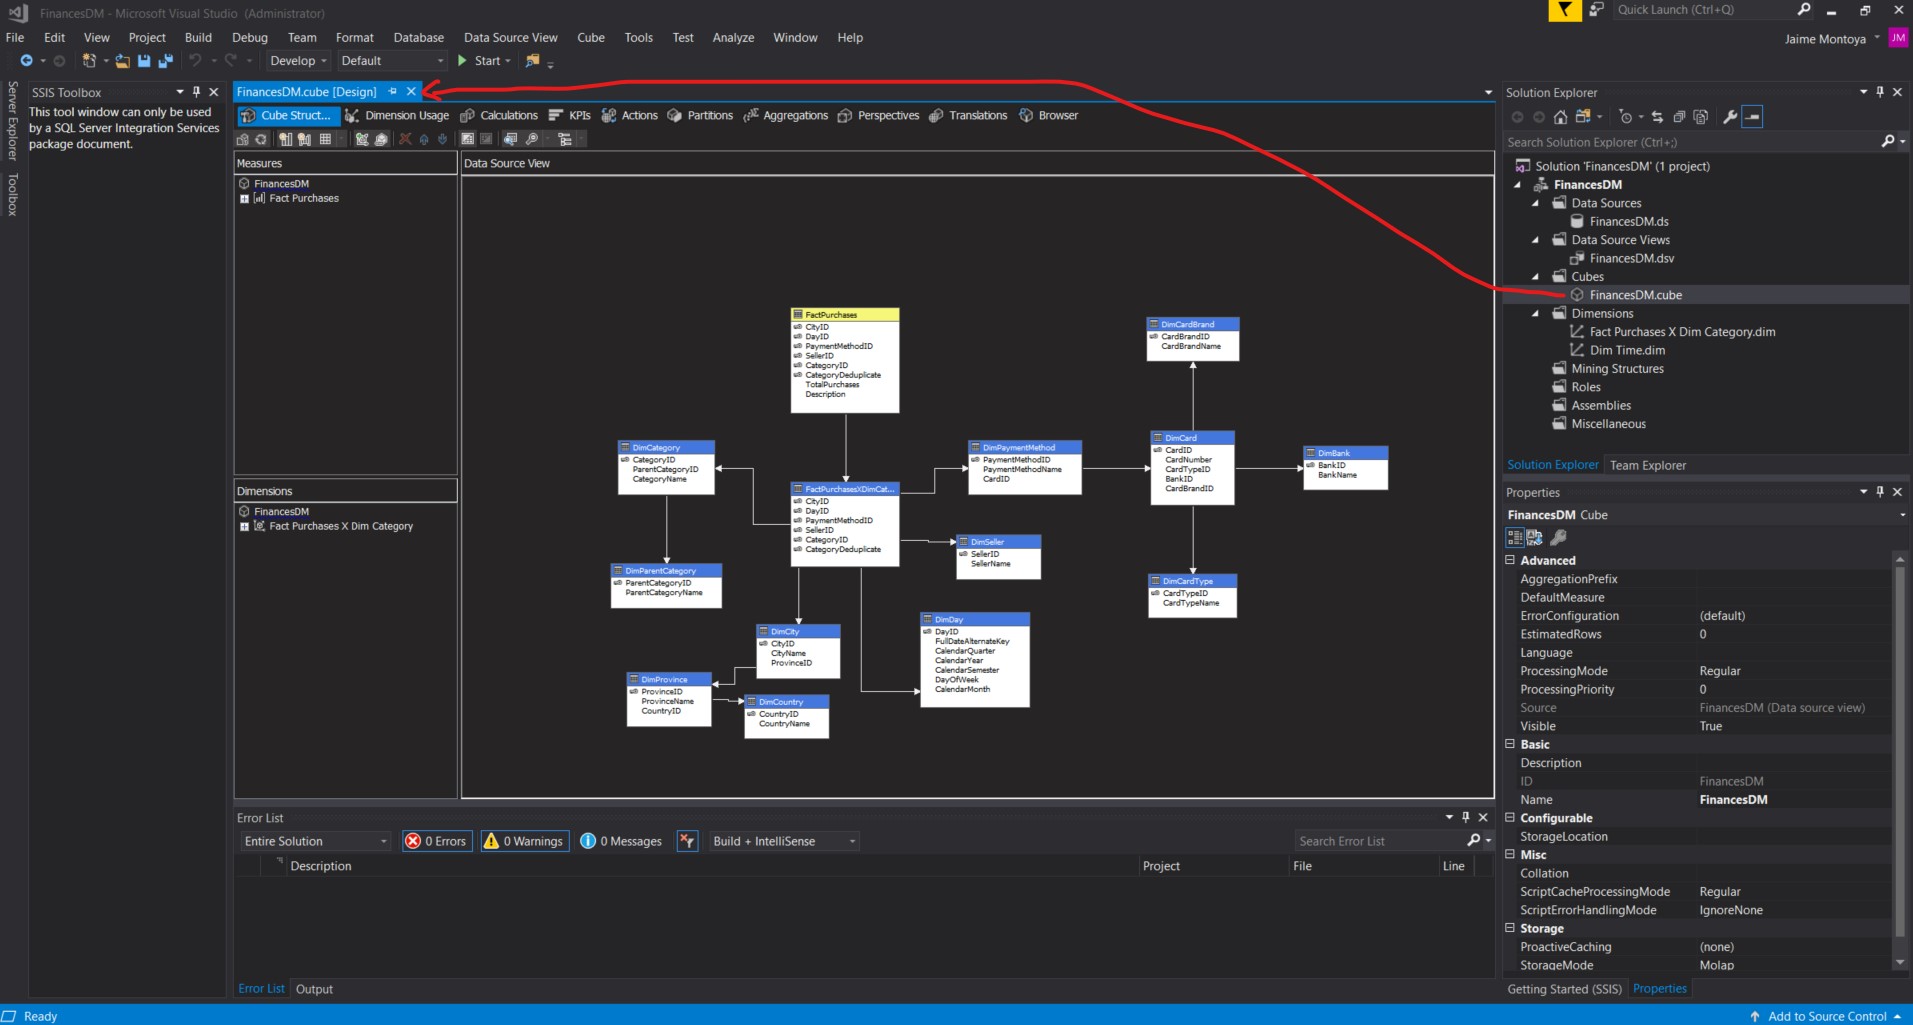 FinancesDM - Microsoft Visual Studio (Administrator)
Quick Launch (Ctrl+Q)
File Edit View Project Build Debug Team Format Database Data Source View Cube Tools Test Analyze Window Help
Jaime Montoya JM
Develop Default Start
Server Explorer
Toolbox
SSIS Toolbox
This tool window can only be used
by a SQL Server Integration Services
package document.
FinancesDM.cube [Design]
Cube Struct... Dimension Usage Calculations KPIs Actions Partitions Aggregations Perspectives Translations Browser
Measures
FinancesDM
Fact Purchases
Dimensions
FinancesDM
Fact Purchases X Dim Category
Data Source View
FactPurchases
CityID
DayID
PaymentMethodID
SellerID
CategoryID
CategoryDeduplicate
TotalPurchases
Description
DimCardBrand
CardBrandID
CardBrandName
DimCategory
CategoryID
ParentCategoryID
CategoryName
DimPaymentMethod
PaymentMethodID
PaymentMethodName
CardID
DimCard
CardID
CardNumber
CardTypeID
BankID
CardBrandID
DimBank
BankID
BankName
FactPurchasesXDimCat...
CityID
DayID
PaymentMethodID
SellerID
CategoryID
CategoryDeduplicate
DimSeller
SellerID
SellerName
DimParentCategory
ParentCategoryID
ParentCategoryName
DimCardType
CardTypeID
CardTypeName
DimCity
CityID
CityName
ProvinceID
DimDay
DayID
FullDateAlternateKey
CalendarQuarter
CalendarYear
CalendarSemester
DayOfWeek
CalendarMonth
DimProvince
ProvinceID
ProvinceName
CountryID
DimCountry
CountryID
CountryName
Error List
Entire Solution 0 Errors 0 Warnings 0 Messages Build + IntelliSense Search Error List
Description Project File Line
Error List Output
Solution Explorer
Search Solution Explorer (Ctrl+;)
Solution 'FinancesDM' (1 project)
FinancesDM
Data Sources
FinancesDM.ds
Data Source Views
FinancesDM.dsv
Cubes
FinancesDM.cube
Dimensions
Fact Purchases X Dim Category.dim
Dim Time.dim
Mining Structures
Roles
Assemblies
Miscellaneous
Solution Explorer Team Explorer
Properties
FinancesDM Cube
Advanced
AggregationPrefix
DefaultMeasure
ErrorConfiguration (default)
EstimatedRows 0
Language
ProcessingMode Regular
ProcessingPriority 0
Source FinancesDM (Data source view)
Visible True
Basic
Description
ID FinancesDM
Name FinancesDM
Configurable
StorageLocation
Misc
Collation
ScriptCacheProcessingMode Regular
ScriptErrorHandlingMode IgnoreNone
Storage
ProactiveCaching (none)
StorageMode Molap
Getting Started (SSIS) Properties
Ready
Add to Source Control